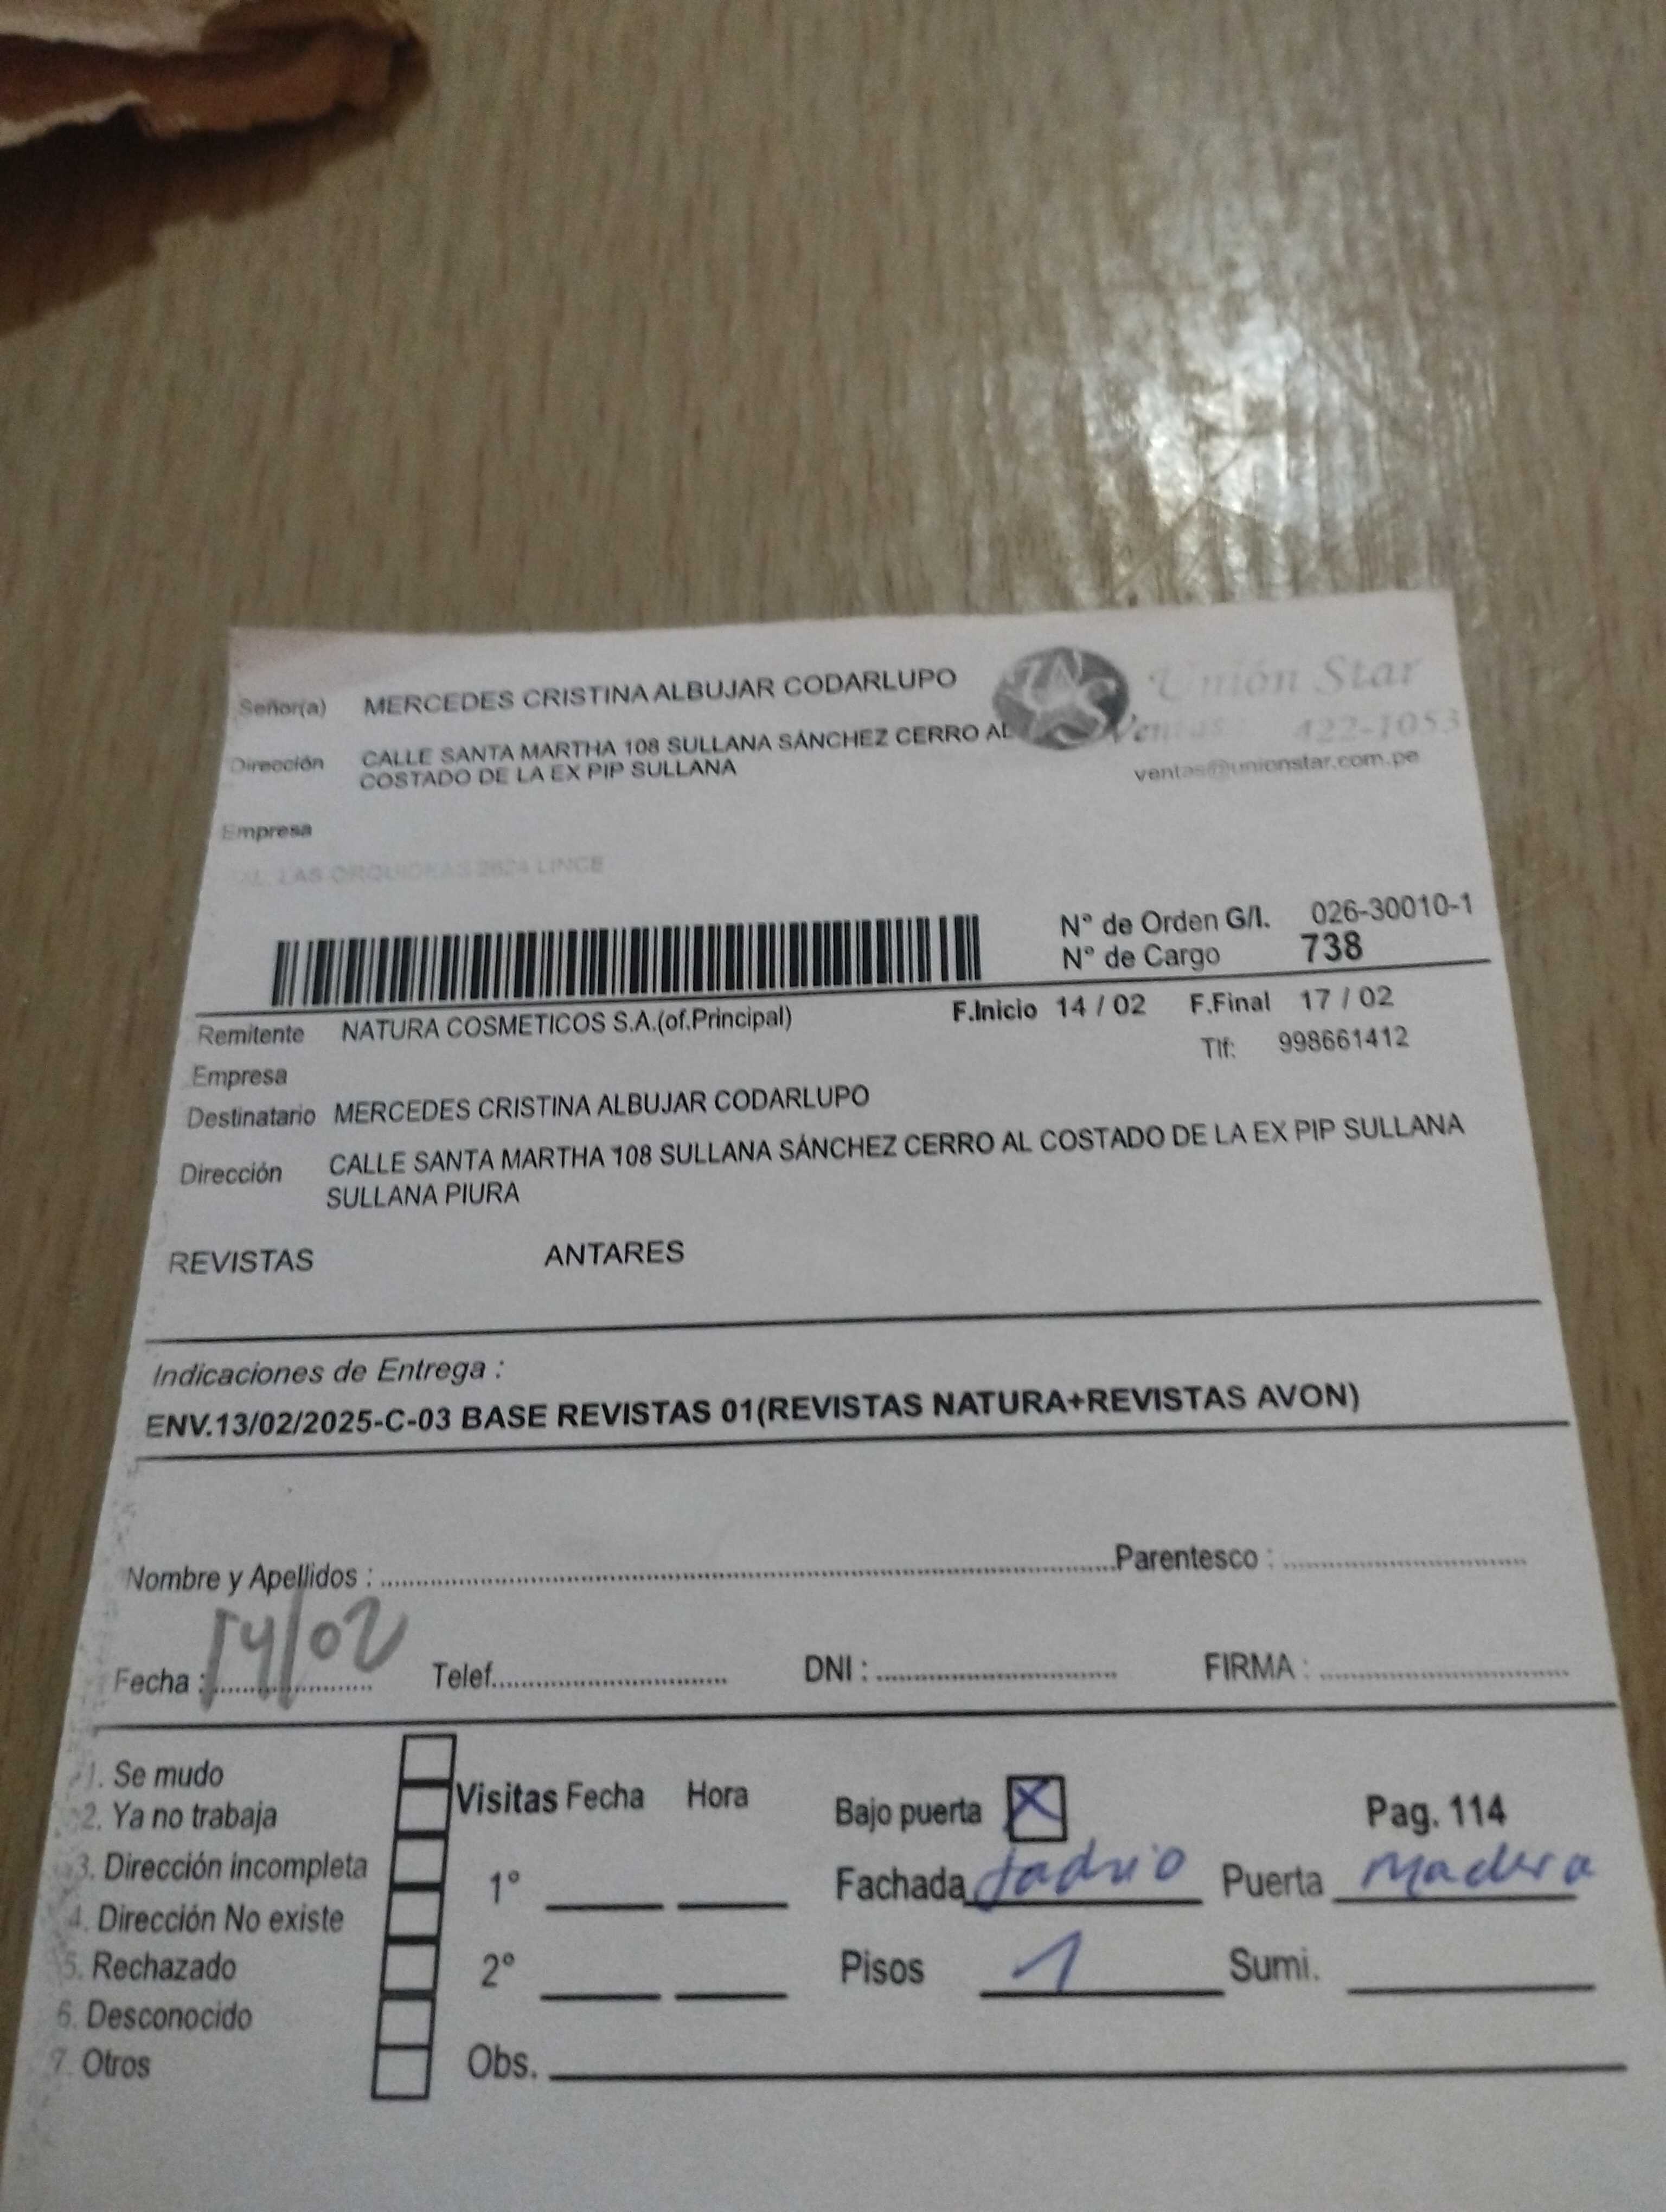 Señor(a) MERCEDES CRISTINA ALBUJAR CODARLUPO
Unión Star
Dirección CALLE SANTA MARTHA 108 SULLANA SÁNCHEZ CERRO AL
COSTADO DE LA EX PIP SULLANA
Ventas 422-1053
ventas@unionstar.com.pe
Empresa
AL. LAS ORQUIDEAS 2624 LINCE
N° de Orden G/I. 026-30010-1
N° de Cargo 738
Remitente NATURA COSMETICOS S.A.(of.Principal) F.Inicio 14 / 02 F.Final 17 / 02
Tlf: 998661412
Empresa
Destinatario MERCEDES CRISTINA ALBUJAR CODARLUPO
Dirección CALLE SANTA MARTHA 108 SULLANA SÁNCHEZ CERRO AL COSTADO DE LA EX PIP SULLANA
SULLANA PIURA
REVISTAS ANTARES
Indicaciones de Entrega :
ENV.13/02/2025-C-03 BASE REVISTAS 01(REVISTAS NATURA+REVISTAS AVON)
Nombre y Apellidos : Parentesco :
Fecha : 14/02 Telef. DNI : FIRMA :
1. Se mudo
2. Ya no trabaja
3. Dirección incompleta
4. Dirección No existe
5. Rechazado
6. Desconocido
7. Otros
Visitas Fecha Hora
1°
2°
Obs.
Bajo puerta X Pag. 114
Fachada Puerta Madera
Pisos 1 Sumi.